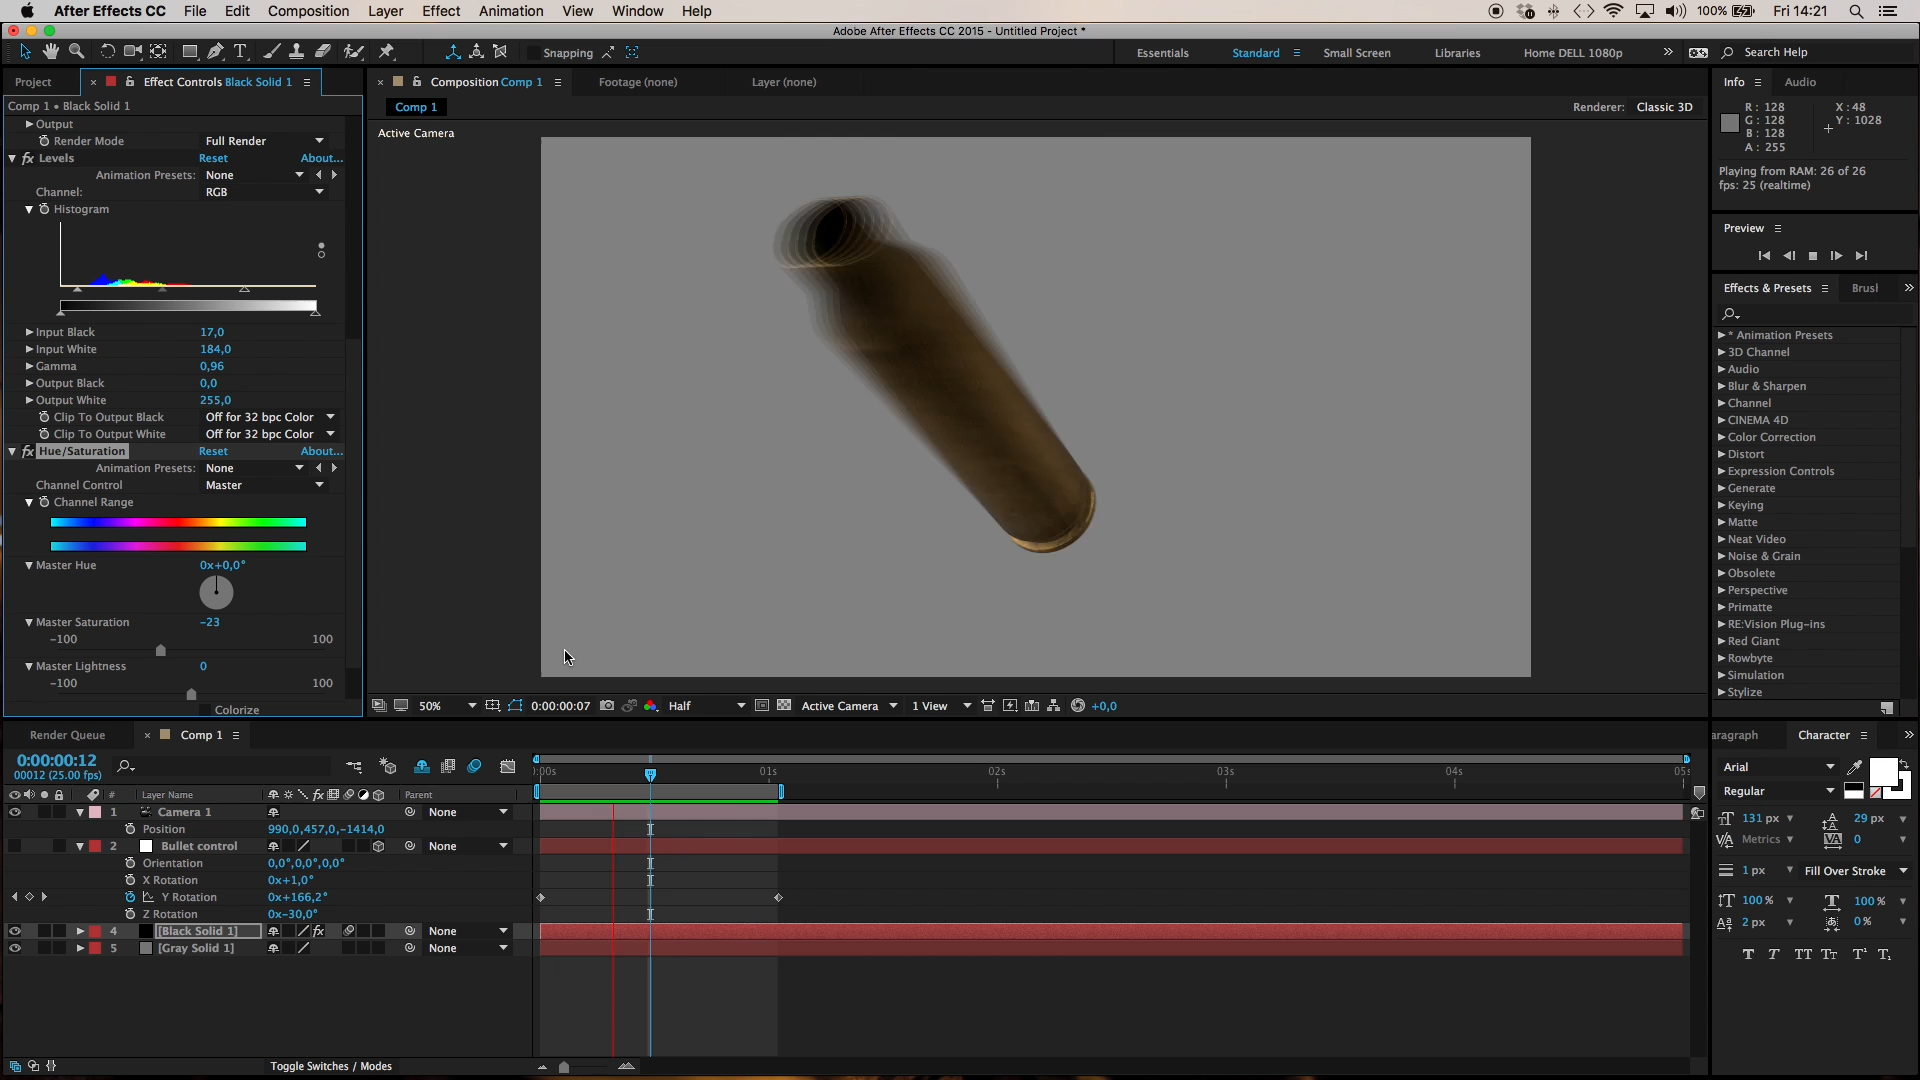 After Effects CC File Edit Composition Layer Effect Animation View Window Help 100% Fri 14:21
Adobe After Effects CC 2015 - Untitled Project *
Snapping Essentials Standard Small Screen Libraries Home DELL 1080p Search Help
Project Effect Controls Black Solid 1
Comp 1 • Black Solid 1
Output
Render Mode Full Render
Levels Reset About...
Animation Presets: None
Channel: RGB
Histogram
Input Black 17,0
Input White 184,0
Gamma 0,96
Output Black 0,0
Output White 255,0
Clip To Output Black Off for 32 bpc Color
Clip To Output White Off for 32 bpc Color
Hue/Saturation Reset About...
Animation Presets: None
Channel Control Master
Channel Range
Master Hue 0x+0,0°
Master Saturation -23
-100 100
Master Lightness 0
-100 100
Colorize
Composition Comp 1 Footage (none) Layer (none)
Comp 1 Renderer: Classic 3D
Active Camera
50% 0:00:00:07 Half Active Camera 1 View +0,0
Info Audio
R: 128 X: 48
G: 128 Y: 1028
B: 128
A: 255
Playing from RAM: 26 of 26
fps: 25 (realtime)
Preview
Effects & Presets Brusl
* Animation Presets
3D Channel
Audio
Blur & Sharpen
Channel
CINEMA 4D
Color Correction
Distort
Expression Controls
Generate
Keying
Matte
Neat Video
Noise & Grain
Obsolete
Perspective
Primatte
RE:Vision Plug-ins
Red Giant
Rowbyte
Simulation
Stylize
Render Queue Comp 1
0:00:00:12
00012 (25.00 fps)
# Layer Name Parent
:00s 01s 02s 03s 04s 05s
1 Camera 1 None
Position 990,0,457,0,-1414,0
2 Bullet control None
Orientation 0,0°,0,0°,0,0°
X Rotation 0x+1,0°
Y Rotation 0x+166,2°
Z Rotation 0x-30,0°
4 [Black Solid 1] None
5 [Gray Solid 1] None
Toggle Switches / Modes
aragraph Character
Arial
Regular
131 px 29 px
Metrics 0
1 px Fill Over Stroke
100% 100%
2 px 0%
T T TT Tt T¹ T₁